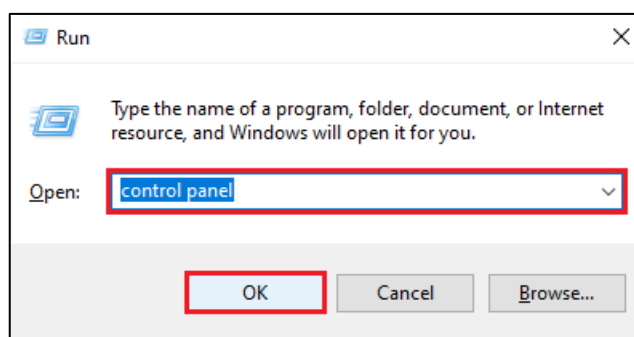 Run
Type the name of a program, folder, document, or Internet
resource, and Windows will open it for you.
Open: control panel
OK Cancel Browse...